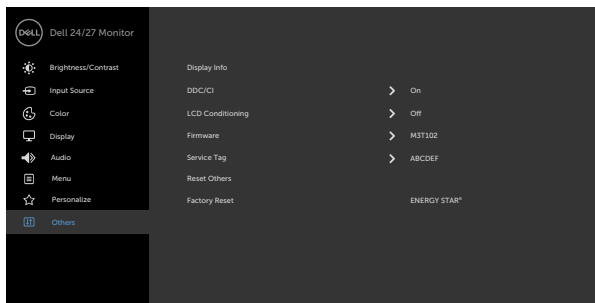 DELL Dell 24/27 Monitor
Brightness/Contrast Display Info
Input Source DDC/CI On
Color LCD Conditioning Off
Display Firmware M3T102
Audio Service Tag ABCDEF
Menu Reset Others
Personalize Factory Reset ENERGY STAR®
Others